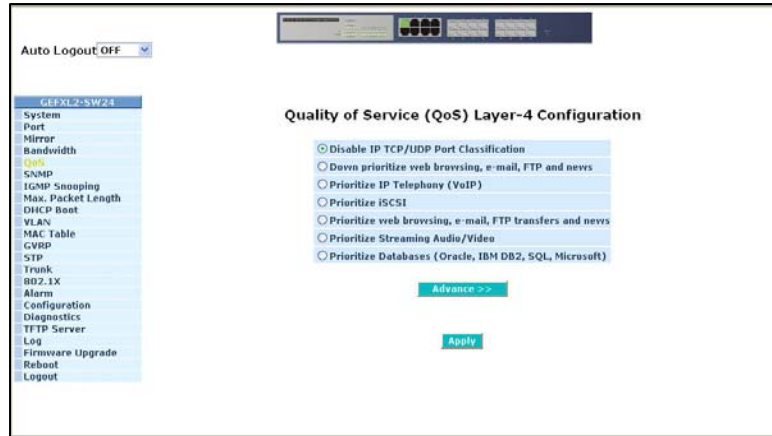 Auto Logout OFF
GEFXL2-SW24
System
Port
Mirror
Bandwidth
QoS
SNMP
IGMP Snooping
Max. Packet Length
DHCP Boot
VLAN
MAC Table
GVRP
STP
Trunk
802.1X
Alarm
Configuration
Diagnostics
TFTP Server
Log
Firmware Upgrade
Reboot
Logout
Quality of Service (QoS) Layer-4 Configuration
Disable IP TCP/UDP Port Classification
Down prioritize web browsing, e-mail, FTP and news
Prioritize IP Telephony (VoIP)
Prioritize iSCSI
Prioritize web browsing, e-mail, FTP transfers and news
Prioritize Streaming Audio/Video
Prioritize Databases (Oracle, IBM DB2, SQL, Microsoft)
Advance >>
Apply